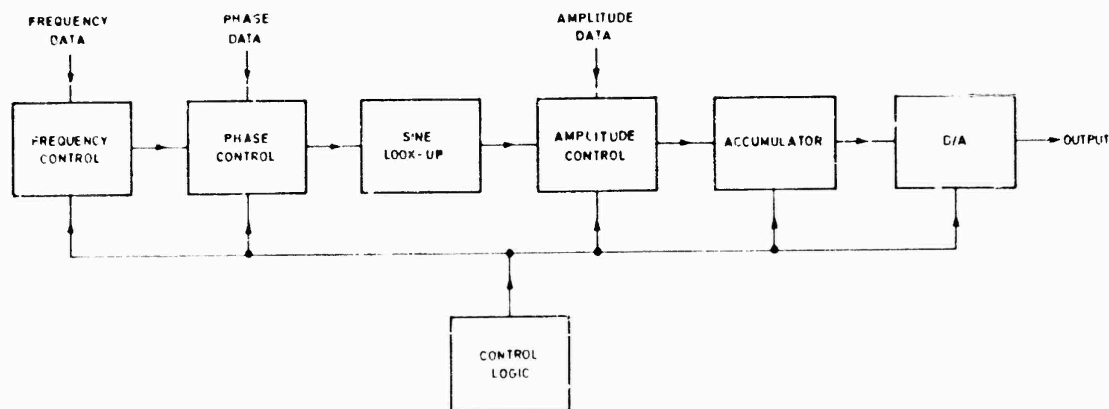 FREQUENCY
DATA
PHASE
DATA
AMPLITUDE
DATA
FREQUENCY
CONTROL
PHASE
CONTROL
SINE
LOOK-UP
AMPLITUDE
CONTROL
ACCUMULATOR
D/A
OUTPUT
CONTROL
LOGIC